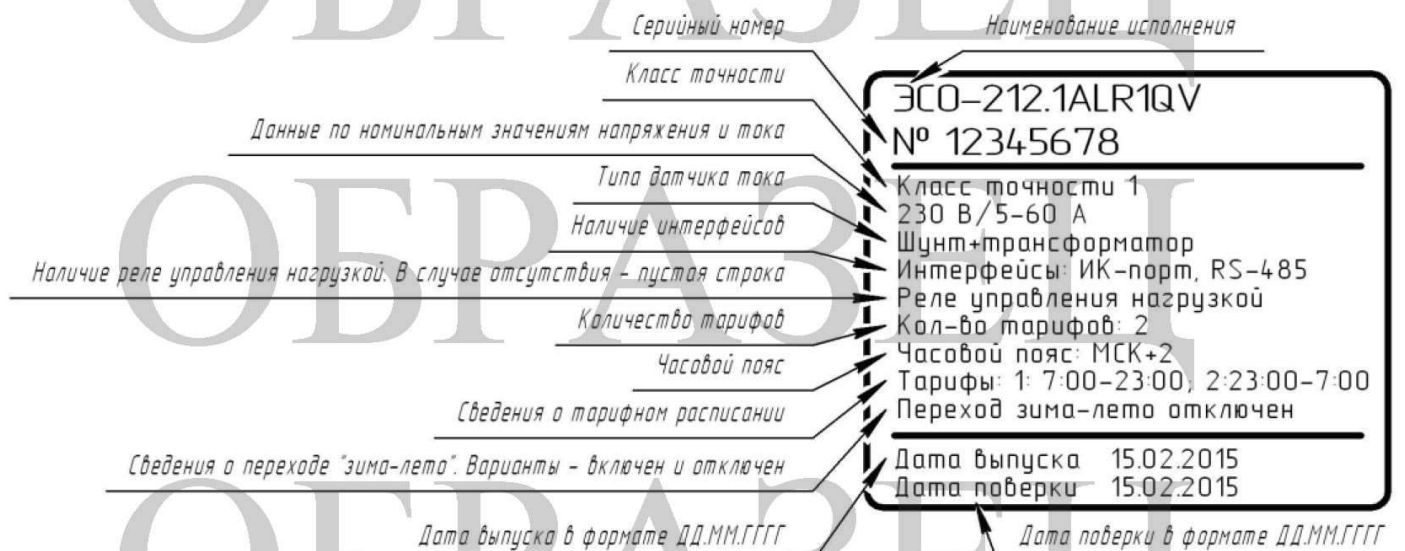 ОБРАЗЕЦ
Серийный номер
Наименование исполнения
Класс точности
Данные по номинальным значениям напряжения и тока
Типа датчика тока
Наличие интерфейсов
Наличие реле управления нагрузкой. В случае отсутствия - пустая строка
Количество тарифов
Часовой пояс
Сведения о тарифном расписании
Сведения о переходе "зима-лето". Варианты - включен и отключен
Дата выпуска в формате ДД.ММ.ГГГГ
ЭСО-212.1ALR1QV
№ 12345678
Класс точности 1
230 В/5-60 А
Шунт+трансформатор
Интерфейсы: ИК-порт, RS-485
Реле управления нагрузкой
Кол-во тарифов: 2
Часовой пояс: МСК+2
Тарифы: 1: 7:00-23:00; 2:23:00-7:00
Переход зима-лето отключен
Дата выпуска 15.02.2015
Дата поверки 15.02.2015
Дата поверки в формате ДД.ММ.ГГГГ
ОБРАЗЕЦ
ОБРАЗЕЦ